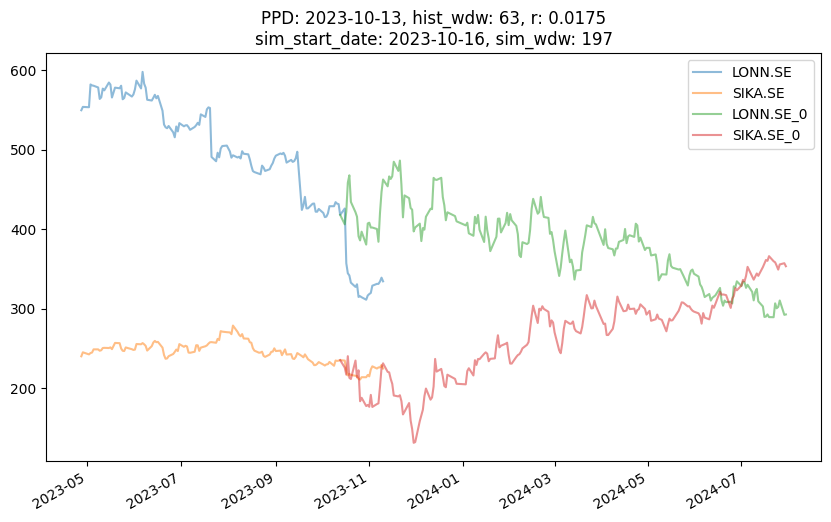 PPD: 2023-10-13, hist_wdw: 63, r: 0.0175
sim_start_date: 2023-10-16, sim_wdw: 197
LONN.SE
SIKA.SE
LONN.SE_0
SIKA.SE_0
600
500
400
300
200
2023-05
2023-07
2023-09
2023-11
2024-01
2024-03
2024-05
2024-07